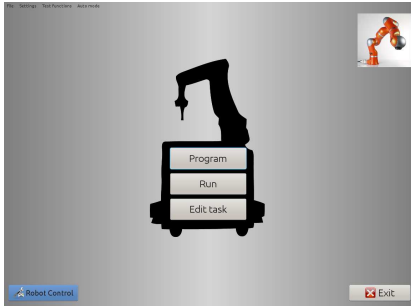 File Settings Test functions Auto mode
Program
Run
Edit task
Robot Control
Exit